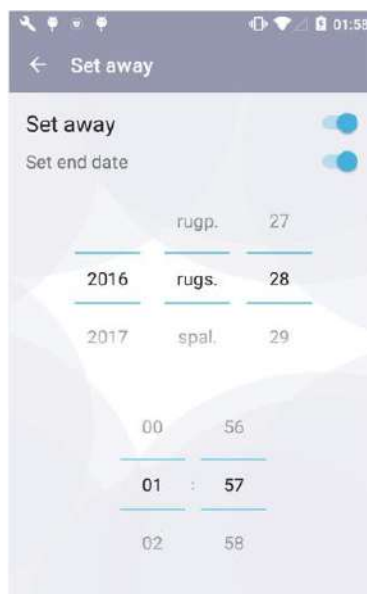 01:58
Set away
Set away
Set end date
rugp. 27
2016 rugs. 28
2017 spal. 29
00 56
01 : 57
02 58